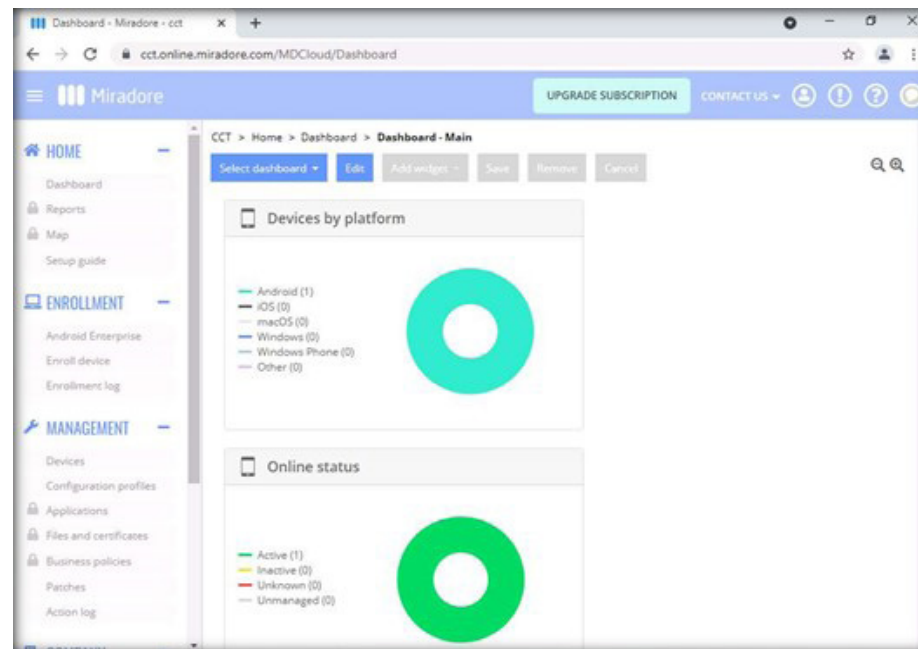 Dashboard - Miradore - cct
cct.online.miradore.com/MDCloud/Dashboard
Miradore
UPGRADE SUBSCRIPTION
CONTACT US
CCT > Home > Dashboard > Dashboard - Main
Select dashboard
Edit
Add widget
Save
Remove
Cancel
HOME
Dashboard
Reports
Map
Setup guide
ENROLLMENT
Android Enterprise
Enroll device
Enrollment log
MANAGEMENT
Devices
Configuration profiles
Applications
Files and certificates
Business policies
Patches
Action log
Devices by platform
Android (1)
iOS (0)
macOS (0)
Windows (0)
Windows Phone (0)
Other (0)
Online status
Active (1)
Inactive (0)
Unknown (0)
Unmanaged (0)